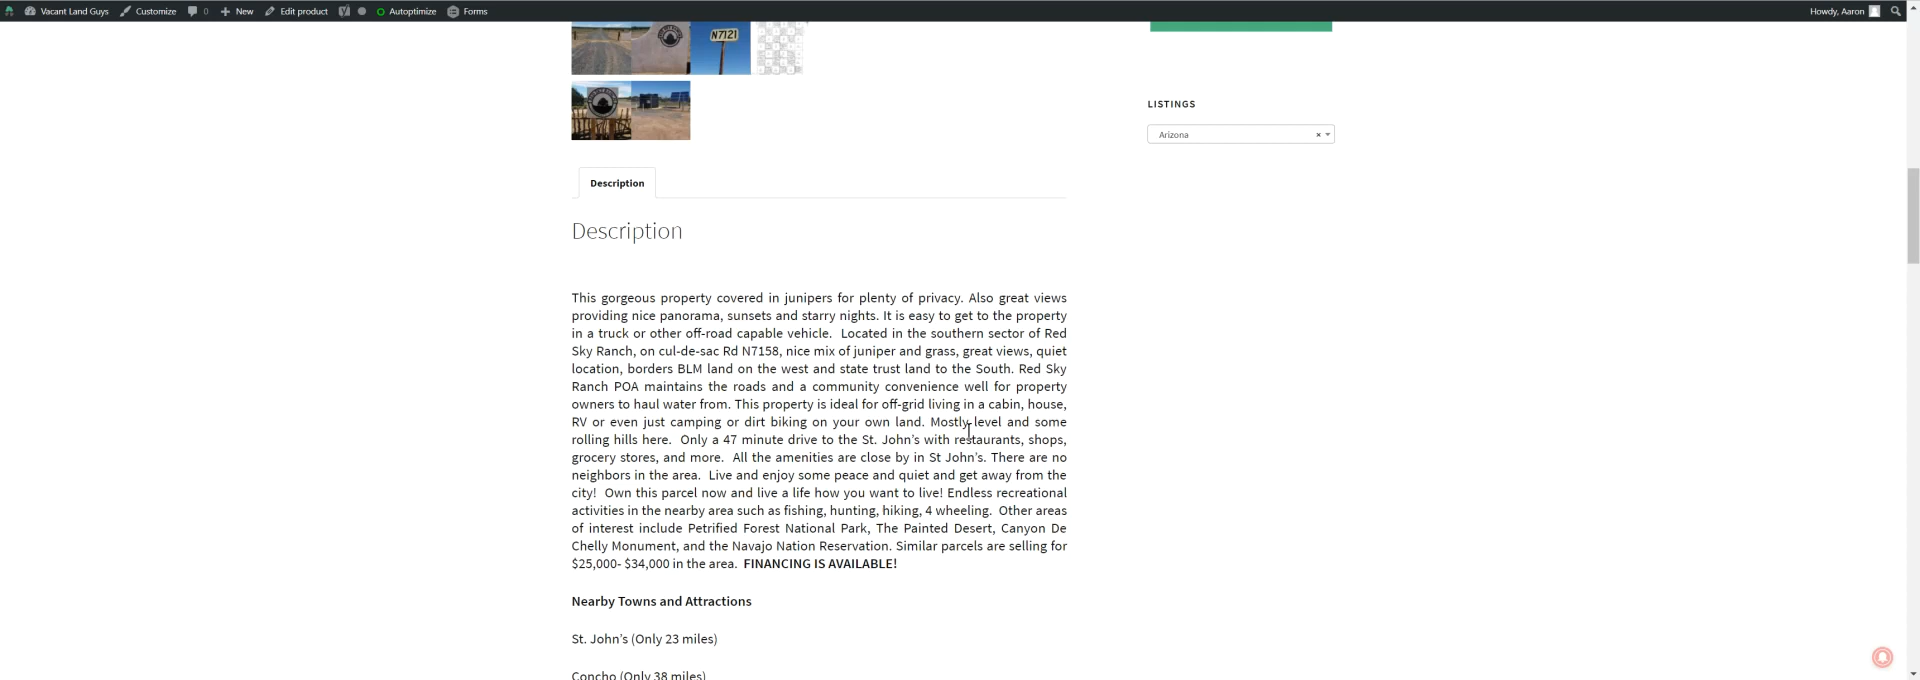 Vacant Land Guys Customize 0 New Edit product Autoptimize Forms Howdy, Aaron
N7121
LISTINGS
Arizona × 
Description
Description
This gorgeous property covered in junipers for plenty of privacy. Also great views
providing nice panorama, sunsets and starry nights. It is easy to get to the property
in a truck or other off-road capable vehicle. Located in the southern sector of Red
Sky Ranch, on cul-de-sac Rd N7158, nice mix of juniper and grass, great views, quiet
location, borders BLM land on the west and state trust land to the South. Red Sky
Ranch POA maintains the roads and a community convenience well for property
owners to haul water from. This property is ideal for off-grid living in a cabin, house,
RV or even just camping or dirt biking on your own land. Mostly level and some
rolling hills here. Only a 47 minute drive to the St. John's with restaurants, shops,
grocery stores, and more. All the amenities are close by in St John's. There are no
neighbors in the area. Live and enjoy some peace and quiet and get away from the
city! Own this parcel now and live a life how you want to live! Endless recreational
activities in the nearby area such as fishing, hunting, hiking, 4 wheeling. Other areas
of interest include Petrified Forest National Park, The Painted Desert, Canyon De
Chelly Monument, and the Navajo Nation Reservation. Similar parcels are selling for
$25,000- $34,000 in the area. FINANCING IS AVAILABLE!
Nearby Towns and Attractions
St. John's (Only 23 miles)
Concho (Only 38 miles)